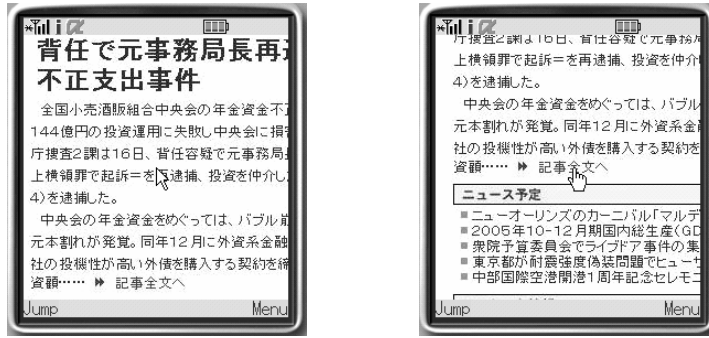 背任で元事務局長再逮
不正支出事件
全国小売酒販組合中央会の年金資金不正
144億円の投資運用に失敗し中央会に損害
庁捜査2課は16日、背任容疑で元事務局長
上横領罪で起訴=を再逮捕、投資を仲介し
4)を逮捕した。
中央会の年金資金をめぐっては、バブル崩
元本割れが発覚。同年12月に外資系金融
社の投機性が高い外債を購入する契約を締
資顧…… 記事全文へ
Jump Menu
庁捜査2課は16日、背任容疑で元事務局
上横領罪で起訴=を再逮捕、投資を仲介
4)を逮捕した。
中央会の年金資金をめぐっては、バブル
元本割れが発覚。同年12月に外資系金融
社の投機性が高い外債を購入する契約を
資顧…… 記事全文へ
ニュース予定
ニューオーリンズのカーニバル「マルデ
2005年10-12月期国内総生産(GD
衆院予算委員会でライブドア事件の集
東京都が耐震強度偽装問題でヒューザ
中部国際空港開港1周年記念セレモニ
Jump Menu